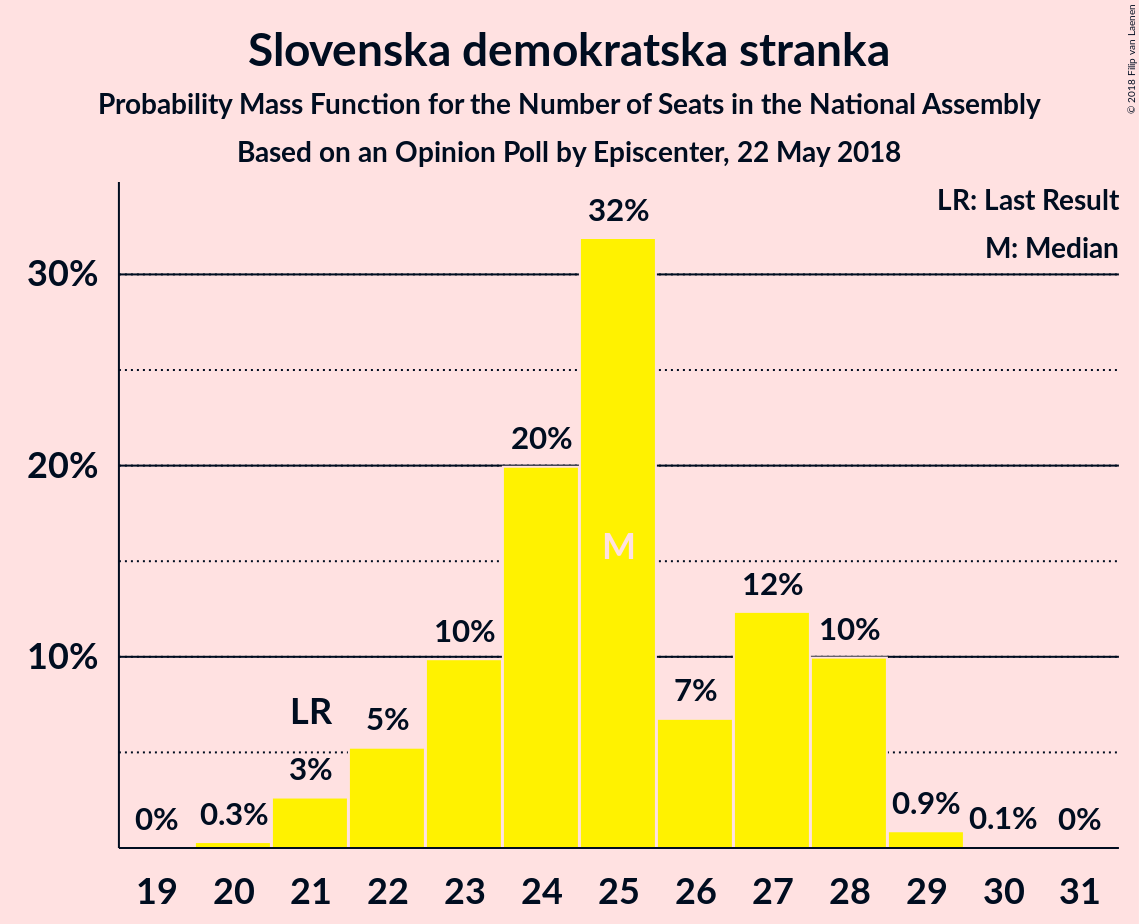 Slovenska demokratska stranka
Probability Mass Function for the Number of Seats in the National Assembly
Based on an Opinion Poll by Episcenter, 22 May 2018
© 2018 Filip van Laenen
LR: Last Result
M: Median
30%
20%
10%
0%
0.3%
LR
3%
5%
10%
20%
32%
M
7%
12%
10%
0.9%
0.1%
0%
19 20 21 22 23 24 25 26 27 28 29 30 31